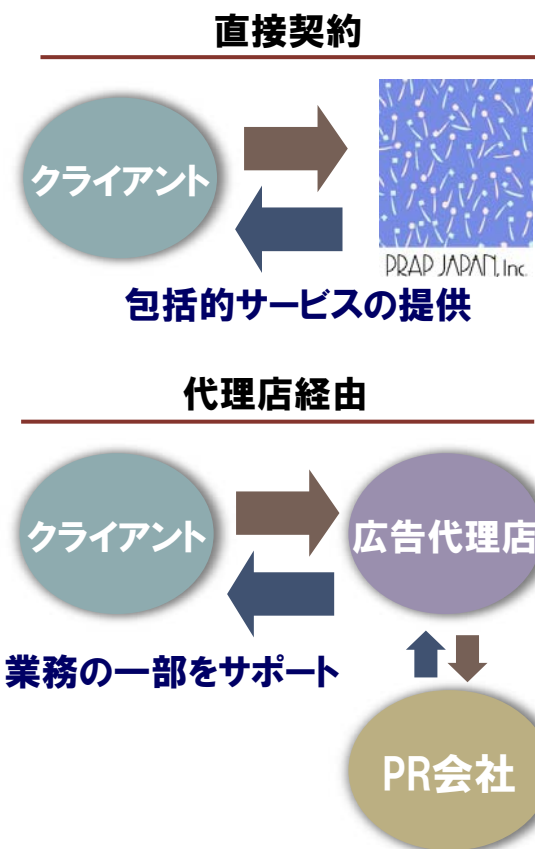 直接契約
クライアント
PRAP JAPAN, Inc.
包括的サービスの提供
代理店経由
クライアント
広告代理店
業務の一部をサポート
PR会社